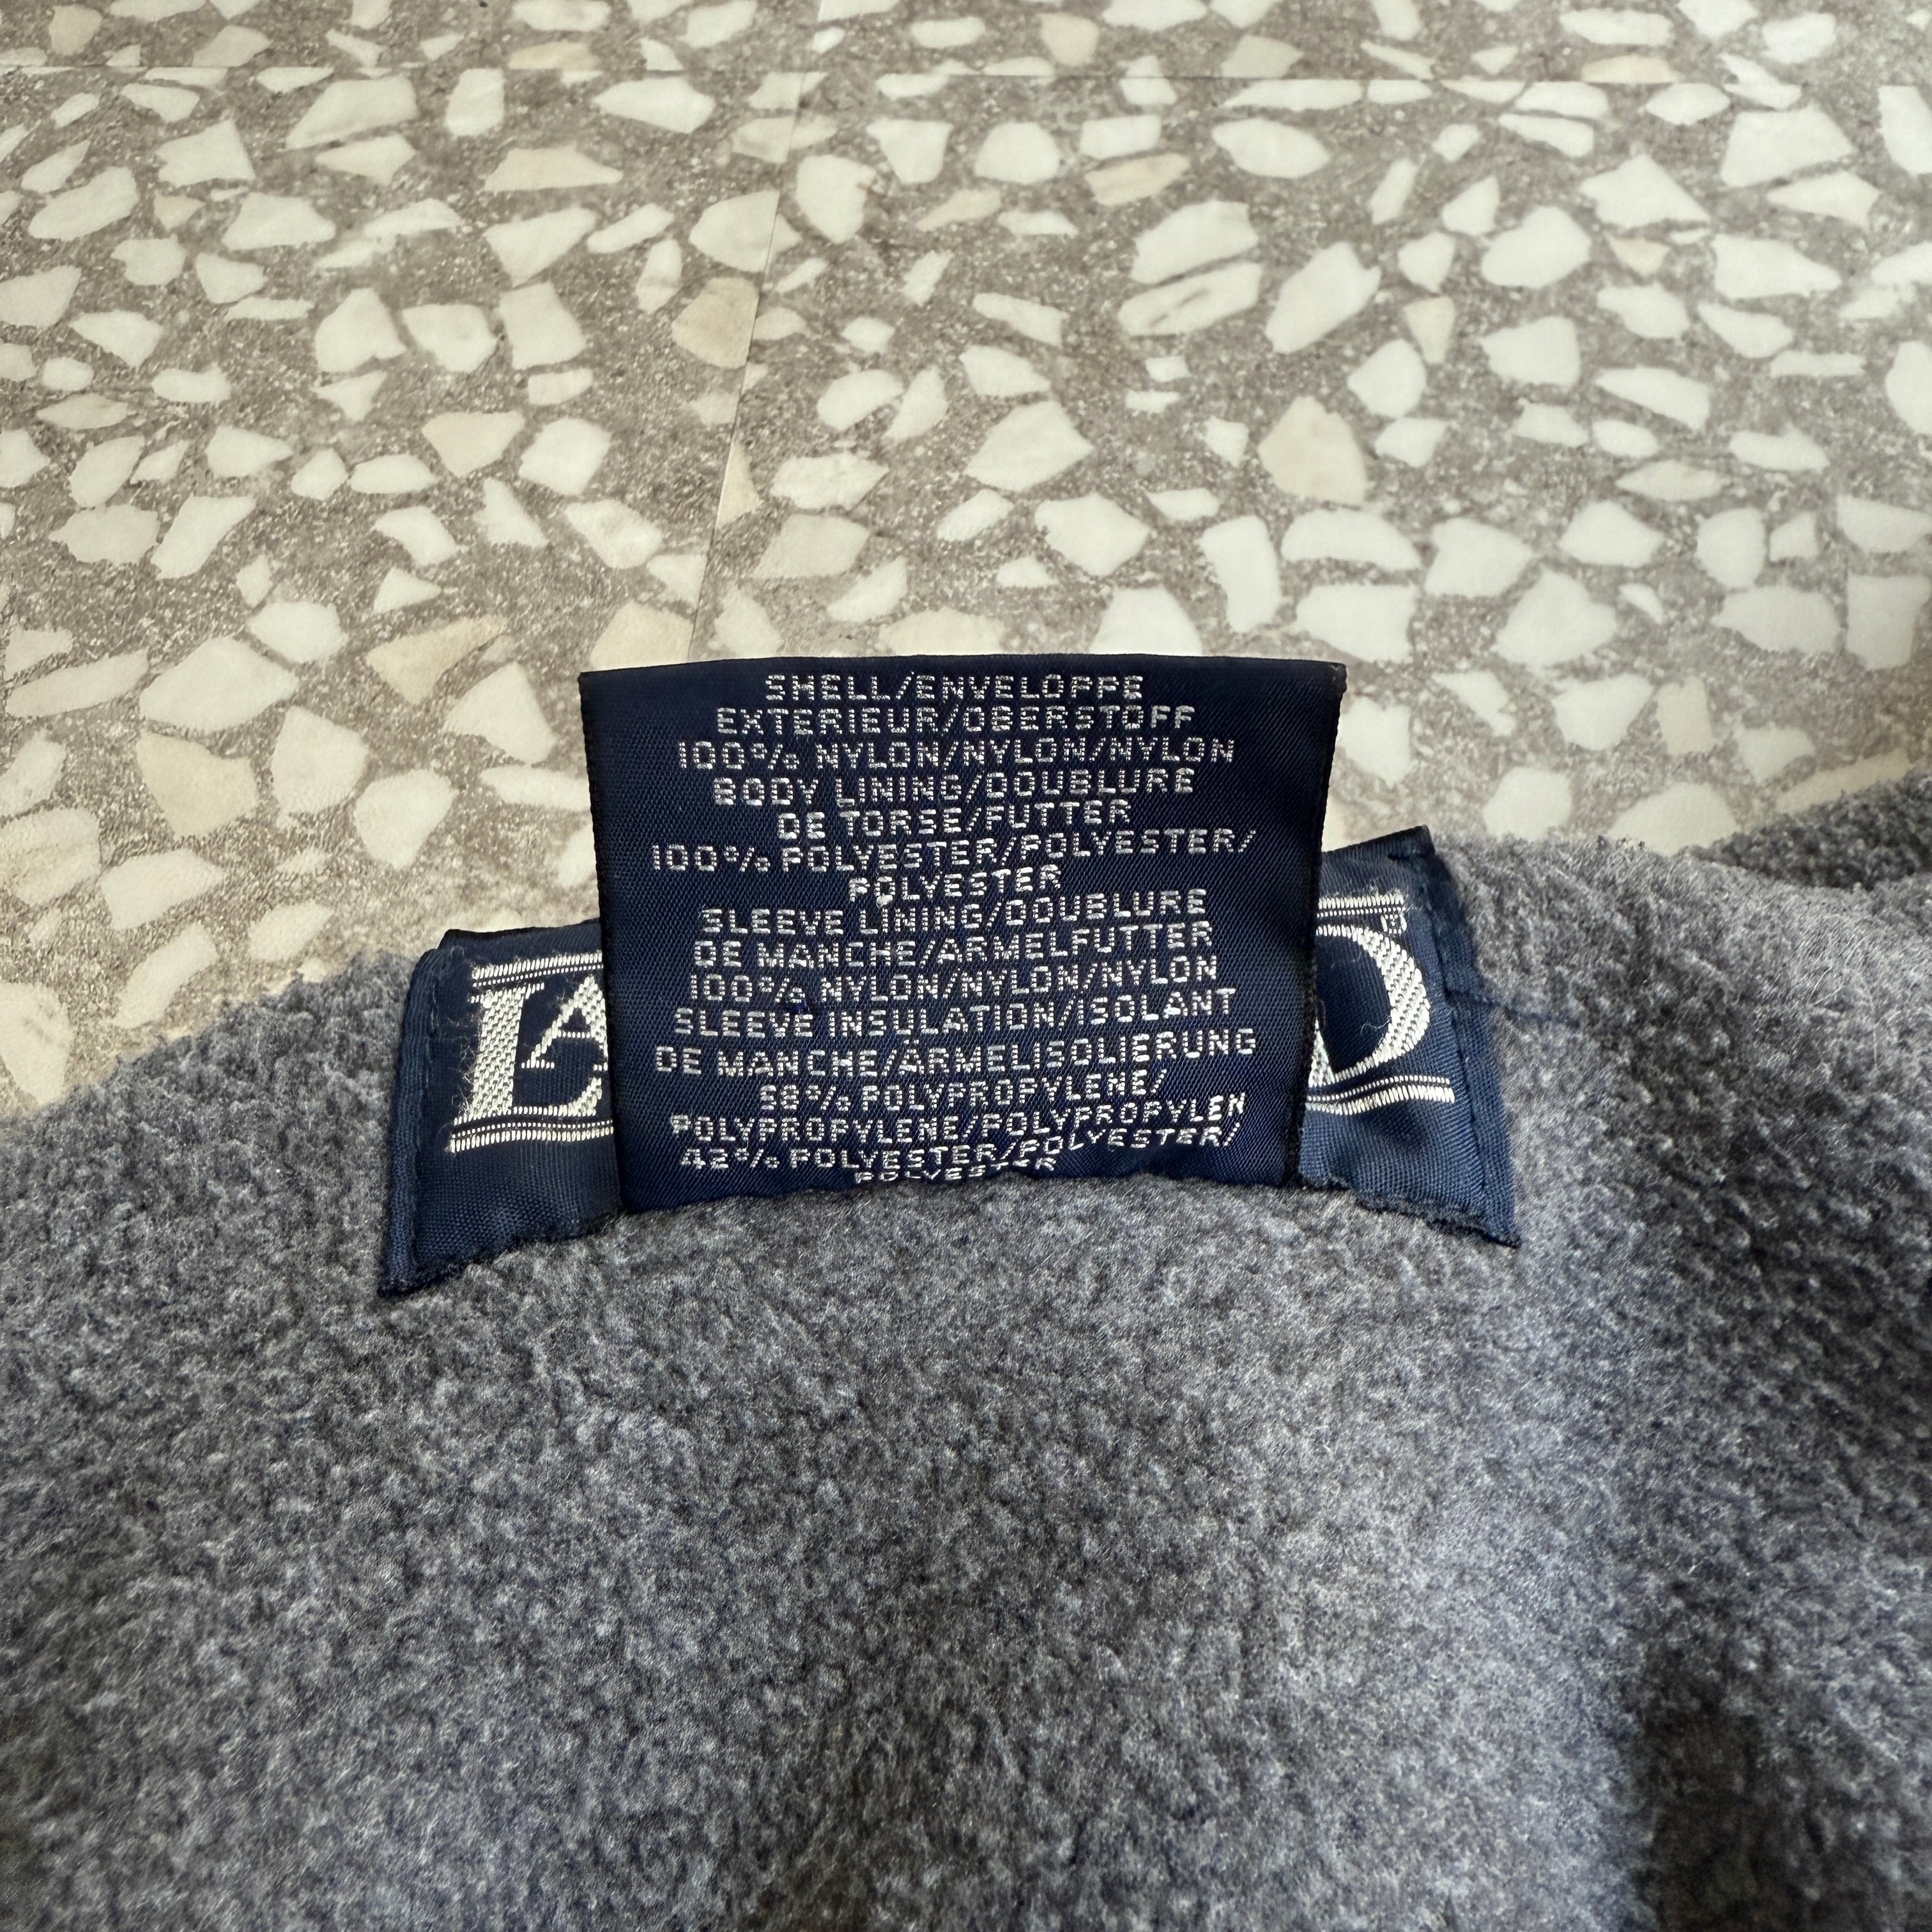 SHELL/ENVELOPPE
EXTERIEUR/OBERSTOFF
100% NYLON/NYLON/NYLON
BODY LINING/DOUBLURE
DE TORSE/FUTTER
100% POLYESTER/POLYESTER/
POLYESTER
SLEEVE LINING/DOUBLURE
DE MANCHE/ARMELFUTTER
100% NYLON/NYLON/NYLON
SLEEVE INSULATION/ISOLANT
DE MANCHE/ÄRMELISOLIERUNG
58% POLYPROPYLENE/
POLYPROPYLENE/POLYPROPYLEN
42% POLYESTER/POLYESTER/
POLYESTER